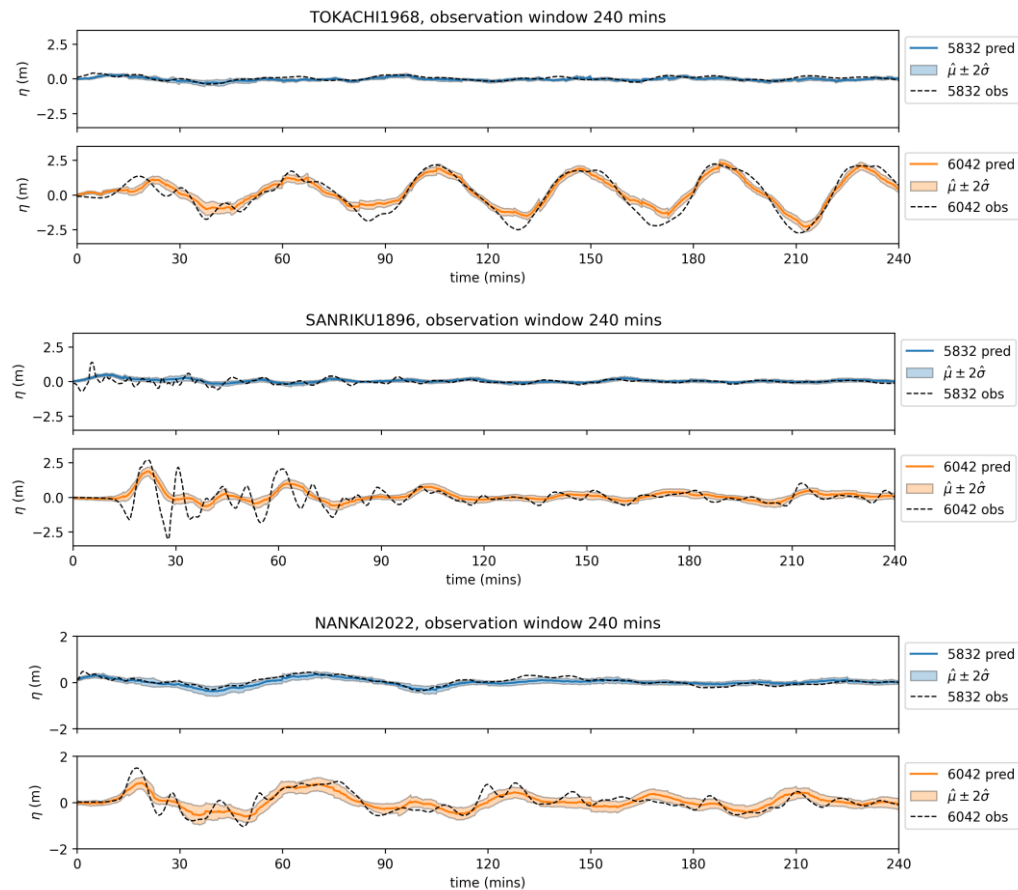 TOKACHI1968, observation window 240 mins
2.5
0.0
−2.5
η (m)
5832 pred
μ̂ ± 2σ̂
5832 obs
2.5
0.0
−2.5
η (m)
6042 pred
μ̂ ± 2σ̂
6042 obs
0 30 60 90 120 150 180 210 240
time (mins)
SANRIKU1896, observation window 240 mins
2.5
0.0
−2.5
η (m)
5832 pred
μ̂ ± 2σ̂
5832 obs
2.5
0.0
−2.5
η (m)
6042 pred
μ̂ ± 2σ̂
6042 obs
0 30 60 90 120 150 180 210 240
time (mins)
NANKAI2022, observation window 240 mins
2
0
−2
η (m)
5832 pred
μ̂ ± 2σ̂
5832 obs
2
0
−2
η (m)
6042 pred
μ̂ ± 2σ̂
6042 obs
0 30 60 90 120 150 180 210 240
time (mins)